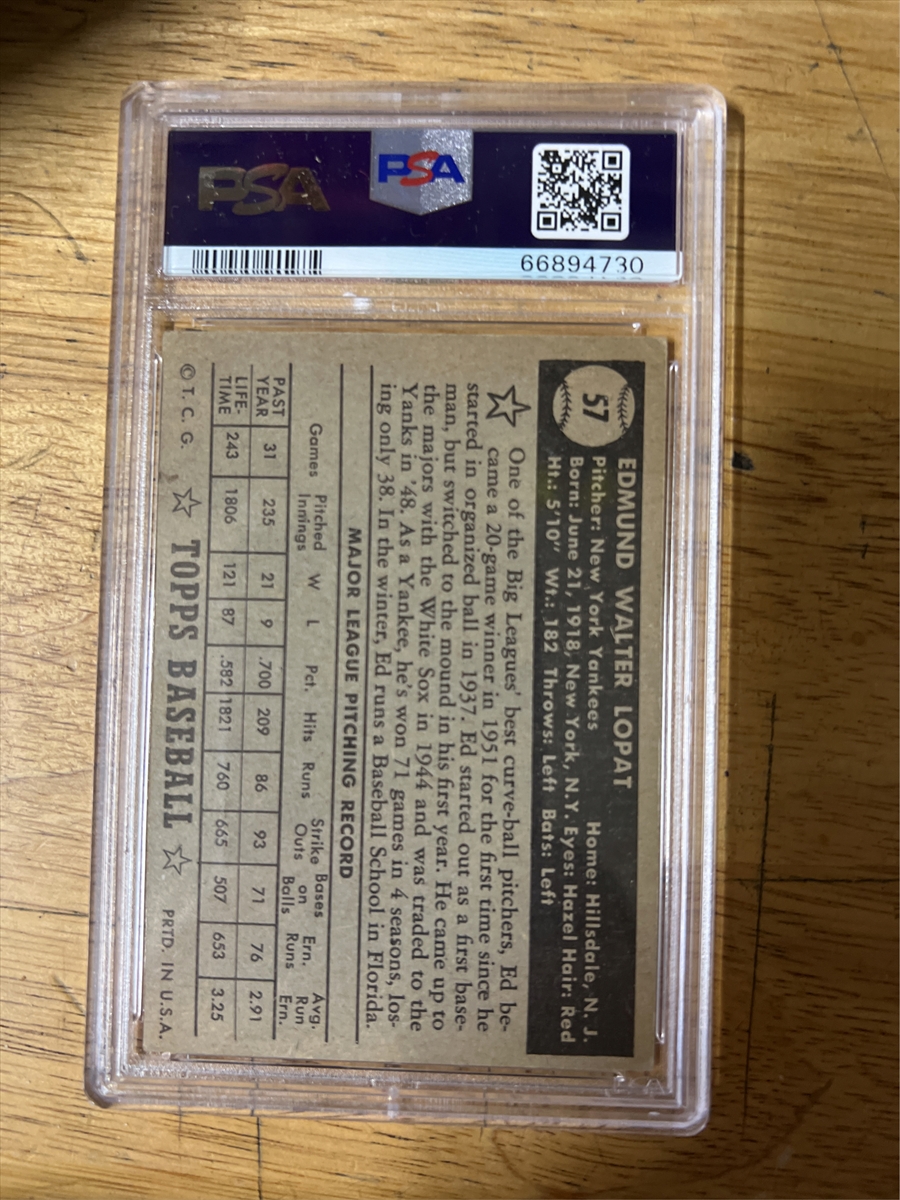 PSA
PSA
66894730
57
EDMUND WALTER LOPAT
Pitcher: New York Yankees Home: Hillsdale, N. J.
Born: June 21, 1918, New York, N.Y. Eyes: Hazel Hair: Red
Ht.: 5'10" Wt.: 182 Throws: Left Bats: Left
One of the Big Leagues' best curve-ball pitchers, Ed be-
came a 20-game winner in 1951 for the first time since he
started in organized ball in 1937. Ed started out as a first base-
man, but switched to the mound in his first year. He came up to
the majors with the White Sox in 1944 and was traded to the
Yanks in '48. As a Yankee, he's won 71 games in 4 seasons, los-
ing only 38. In the winter, Ed runs a Baseball School in Florida.
MAJOR LEAGUE PITCHING RECORD
Games Pitched Innings W L Pct. Hits Runs Strike Outs Bases on Balls Ern. Runs Avg. Run Ern.
PAST YEAR 31 235 21 9 .700 209 86 93 71 76 2.91
LIFE-TIME 243 1806 121 87 .582 1821 760 665 507 653 3.25
© T. C. G. TOPPS BASEBALL PRTD. IN U.S.A.